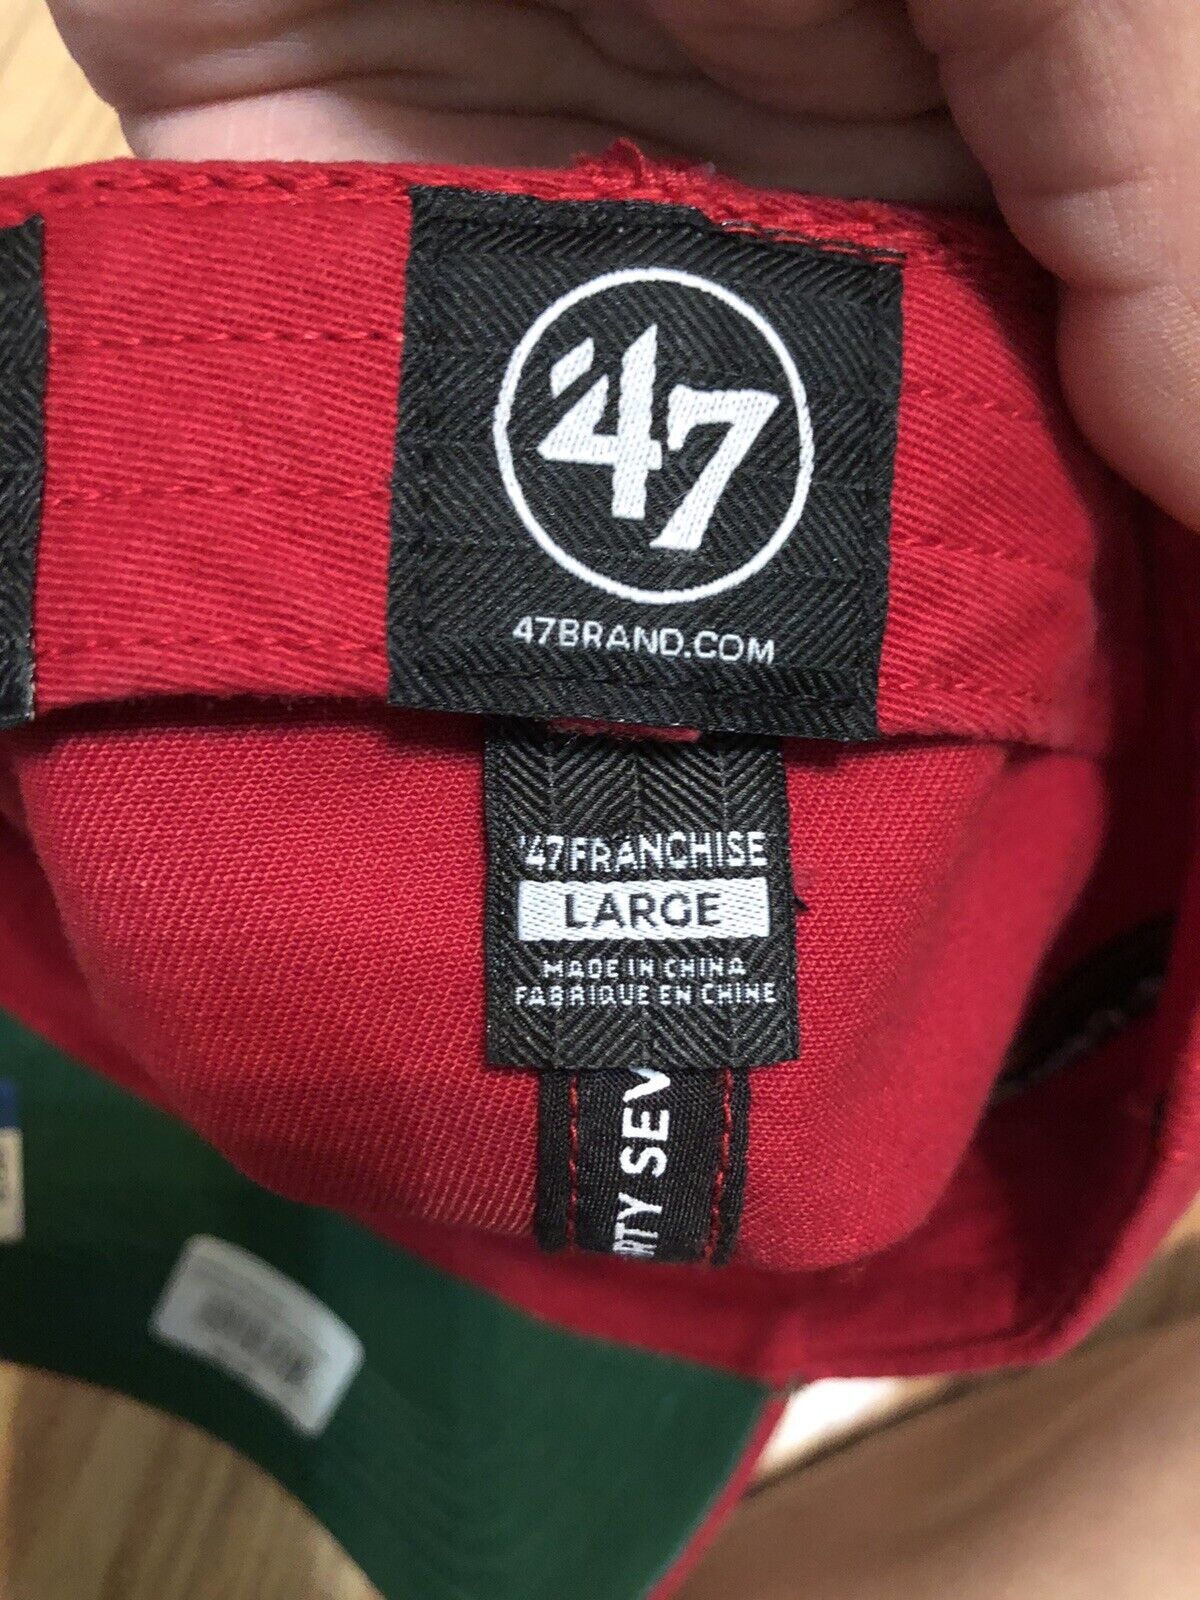 '47
47BRAND.COM
'47FRANCHISE
LARGE
MADE IN CHINA
FABRIQUE EN CHINE
RTY SEV